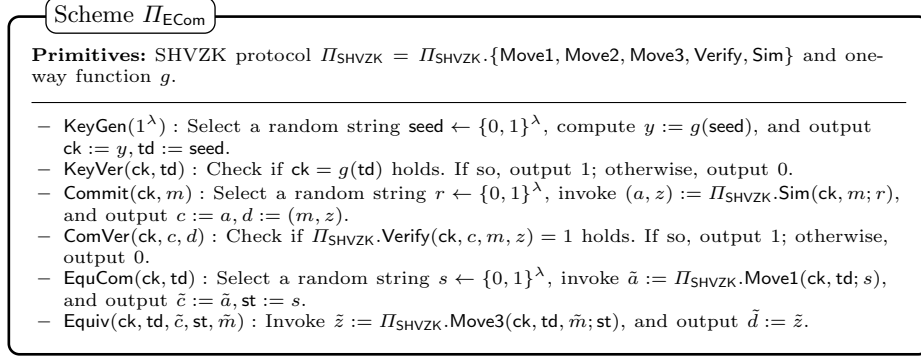 Scheme Π_ECom
Primitives: SHVZK protocol Π_SHVZK = Π_SHVZK.{Move1, Move2, Move3, Verify, Sim} and one-
way function g.
– KeyGen(1^λ) : Select a random string seed ← {0, 1}^λ, compute y := g(seed), and output
ck := y, td := seed.
– KeyVer(ck, td) : Check if ck = g(td) holds. If so, output 1; otherwise, output 0.
– Commit(ck, m) : Select a random string r ← {0, 1}^λ, invoke (a, z) := Π_SHVZK.Sim(ck, m; r),
and output c := a, d := (m, z).
– ComVer(ck, c, d) : Check if Π_SHVZK.Verify(ck, c, m, z) = 1 holds. If so, output 1; otherwise,
output 0.
– EquCom(ck, td) : Select a random string s ← {0, 1}^λ, invoke ã := Π_SHVZK.Move1(ck, td; s),
and output c̃ := ã, st := s.
– Equiv(ck, td, c̃, st, m̃) : Invoke z̃ := Π_SHVZK.Move3(ck, td, m̃; st), and output d̃ := z̃.